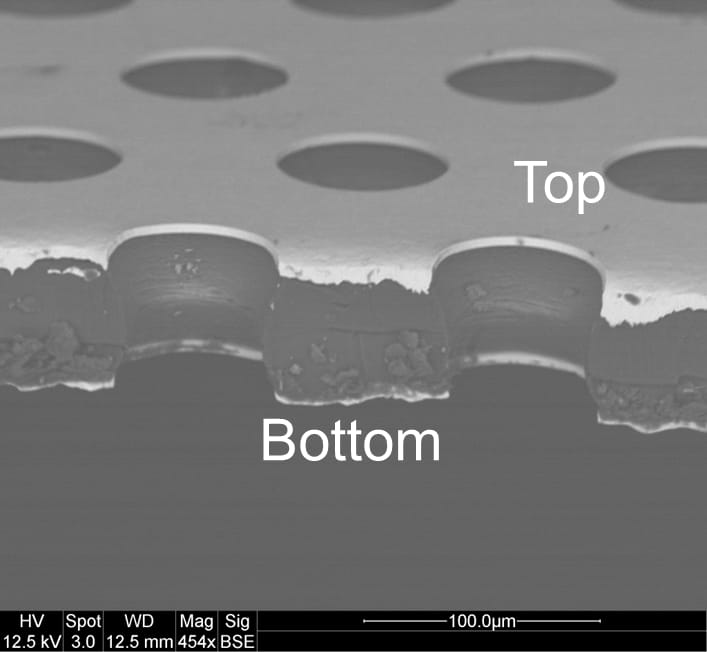 Top
Bottom
HV Spot WD Mag Sig
100.0µm
12.5 kV 3.0 12.5 mm 454x BSE